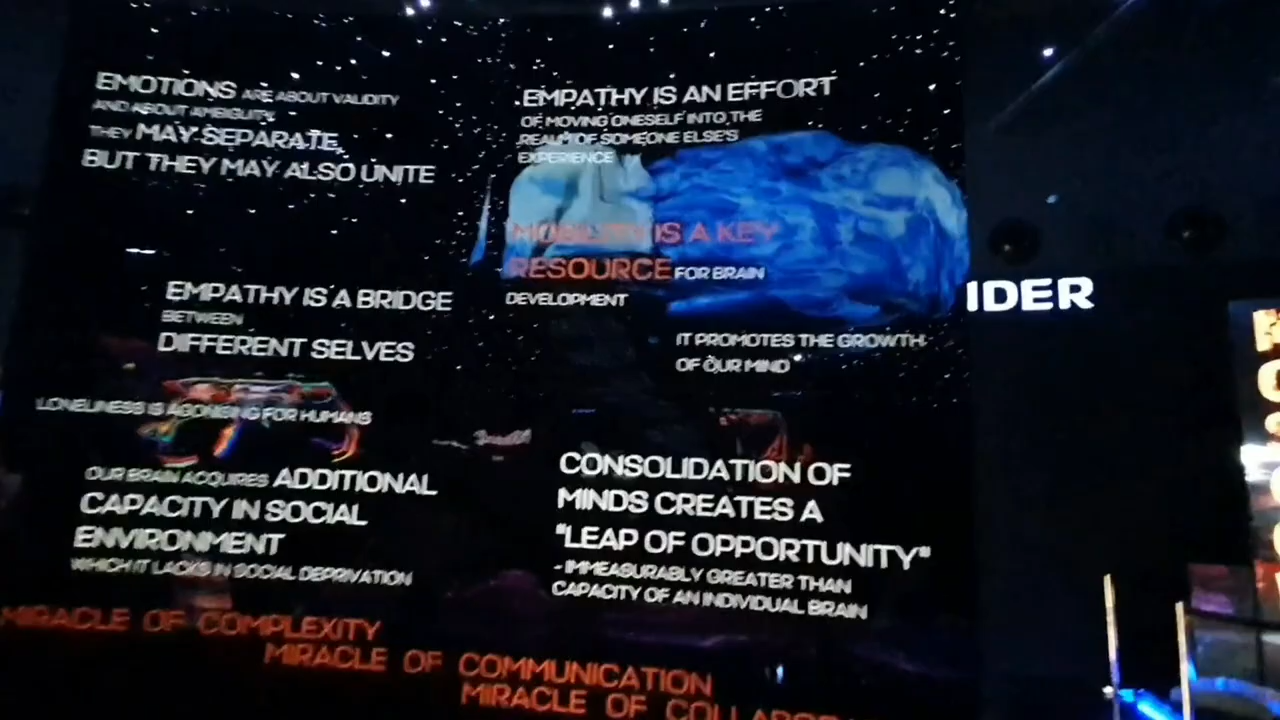 EMOTIONS ARE ABOUT VALIDITY
AND ABOUT AMBIGUITY.
THEY MAY SEPARATE,
BUT THEY MAY ALSO UNITE
EMPATHY IS A BRIDGE
BETWEEN
DIFFERENT SELVES
LONELINESS IS AGONISING FOR HUMANS
OUR BRAIN ACQUIRES ADDITIONAL
CAPACITY IN SOCIAL
ENVIRONMENT
WHICH IT LACKS IN SOCIAL DEPRIVATION
EMPATHY IS AN EFFORT
OF MOVING ONESELF INTO THE
REALM OF SOMEONE ELSE'S
EXPERIENCE
MOBILITY IS A KEY
RESOURCE FOR BRAIN
DEVELOPMENT
IT PROMOTES THE GROWTH
OF OUR MIND
CONSOLIDATION OF
MINDS CREATES A
"LEAP OF OPPORTUNITY"
- IMMEASURABLY GREATER THAN
CAPACITY OF AN INDIVIDUAL BRAIN
MIRACLE OF COMPLEXITY
MIRACLE OF COMMUNICATION
MIRACLE OF
IDER